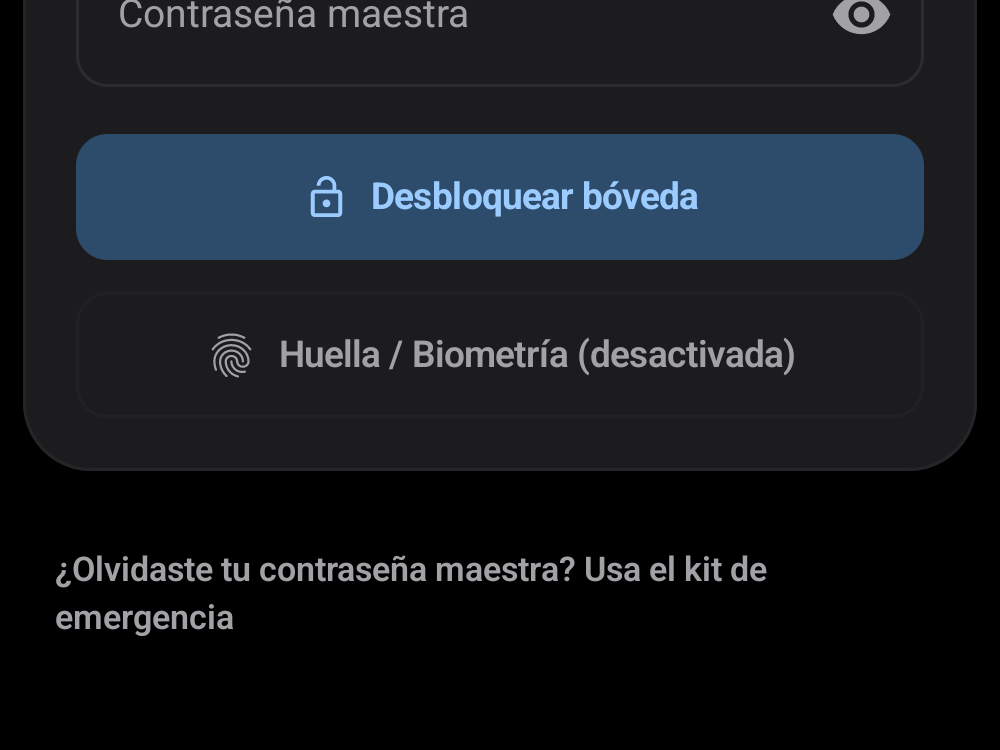 Contraseña maestra
Desbloquear bóveda
Huella / Biometría (desactivada)
¿Olvidaste tu contraseña maestra? Usa el kit de
emergencia